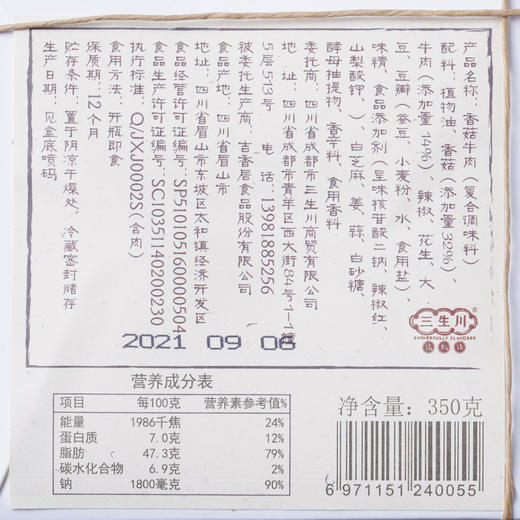 产品名称：香菇牛肉（复合调味料）
配料：植物油、香菇（添加量32%）、
牛肉（添加量14%）、辣椒、花生、大
豆、豆瓣（蚕豆、小麦粉、水、食用盐）、
味精、食品添加剂（呈味核苷酸二钠、辣椒红、
山梨酸钾）、白芝麻、姜、蒜、白砂糖、
酵母抽提物、香辛料、食用香料
委托商：四川省成都市三生川商贸有限公司
地址：四川省成都市青羊区西大街84号1-1幢
5层513号 电话：13981885256
被委托生产商：吉香居食品股份有限公司
食品产地：四川省眉山市
地址：四川省眉山市东坡区太和镇经济开发区
食品经营许可证编号：SP5101051600000504
食品生产许可证编号：SC10351140200230
执行标准：Q/JXJ0002S（含肉）
食用方法：开瓶即食
保质期：12个月
贮存条件：置于阴凉干燥处，冷藏密封储存
生产日期：见盒底喷码
三生川
POWERFULLY FLAVORED
2021 09 06
营养成分表
项目 每100克 营养素参考值%
能量 1986千焦 24%
蛋白质 7.0克 12%
脂肪 47.3克 79%
碳水化合物 6.9克 2%
钠 1800毫克 90%
净含量：350克
6 971151 240055